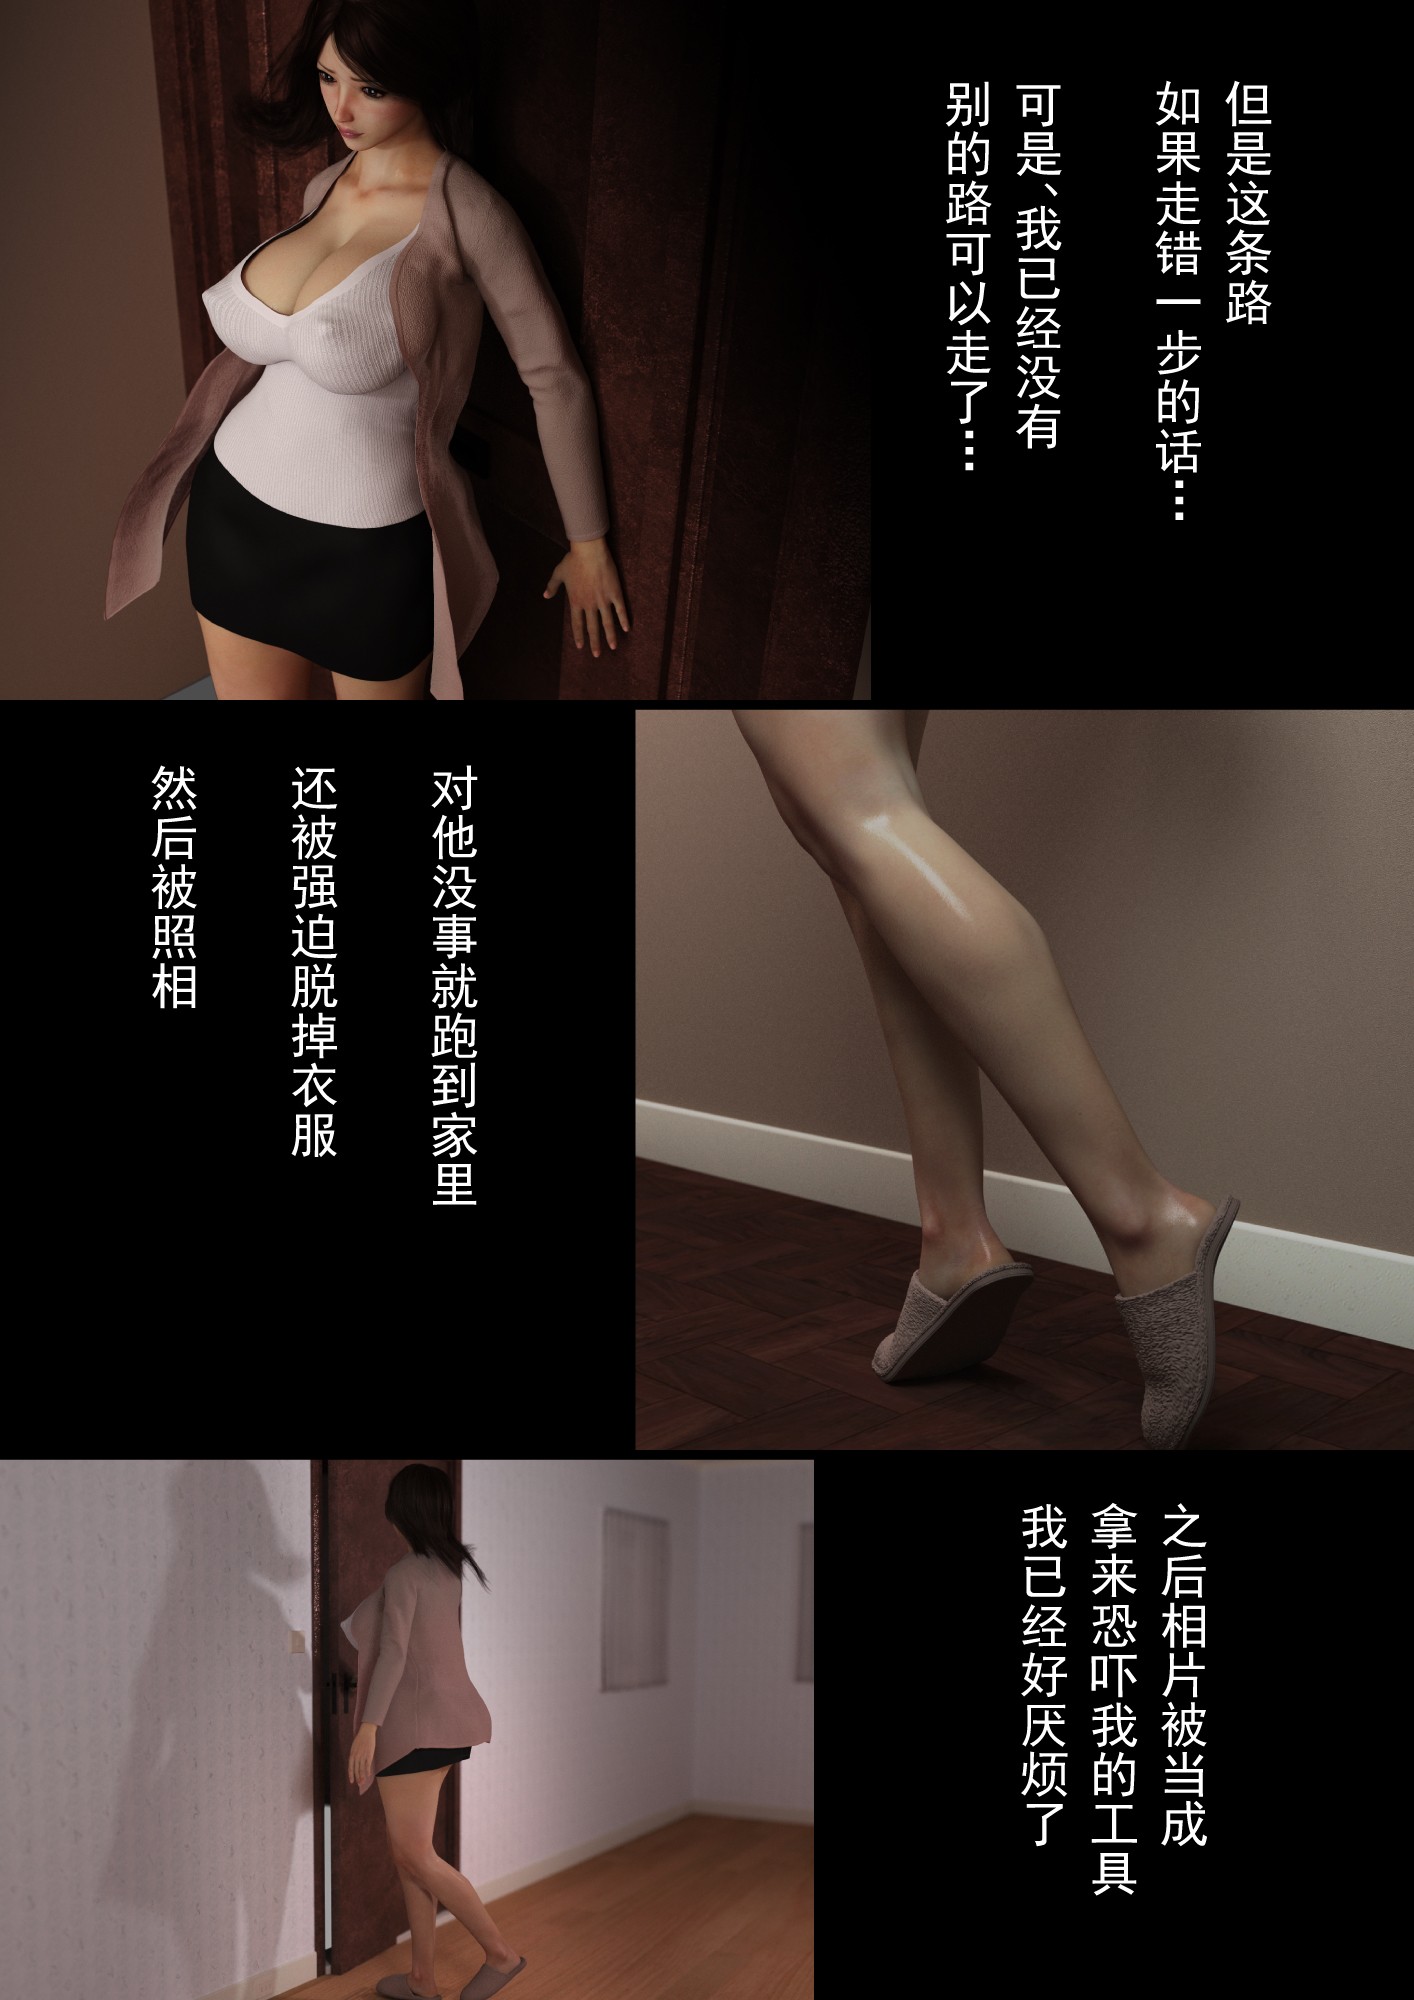 但是这条路
如果走错一步的话…
可是、我已经没有
别的路可以走了…
对他没事就跑到家里
还被强迫脱掉衣服
然后被照相
之后相片被当成
拿来恐吓我的工具
我已经好厌烦了